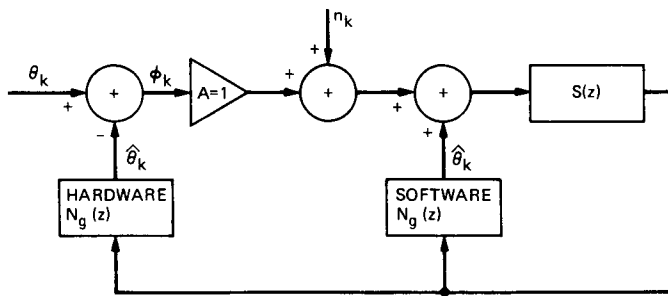 n_k
θ_k
ϕ_k
+
+
+
+
+
+
+
A=1
+
+
S(z)
−
+
θ̂_k
θ̂_k
HARDWARE
N_g (z)
SOFTWARE
N_g (z)